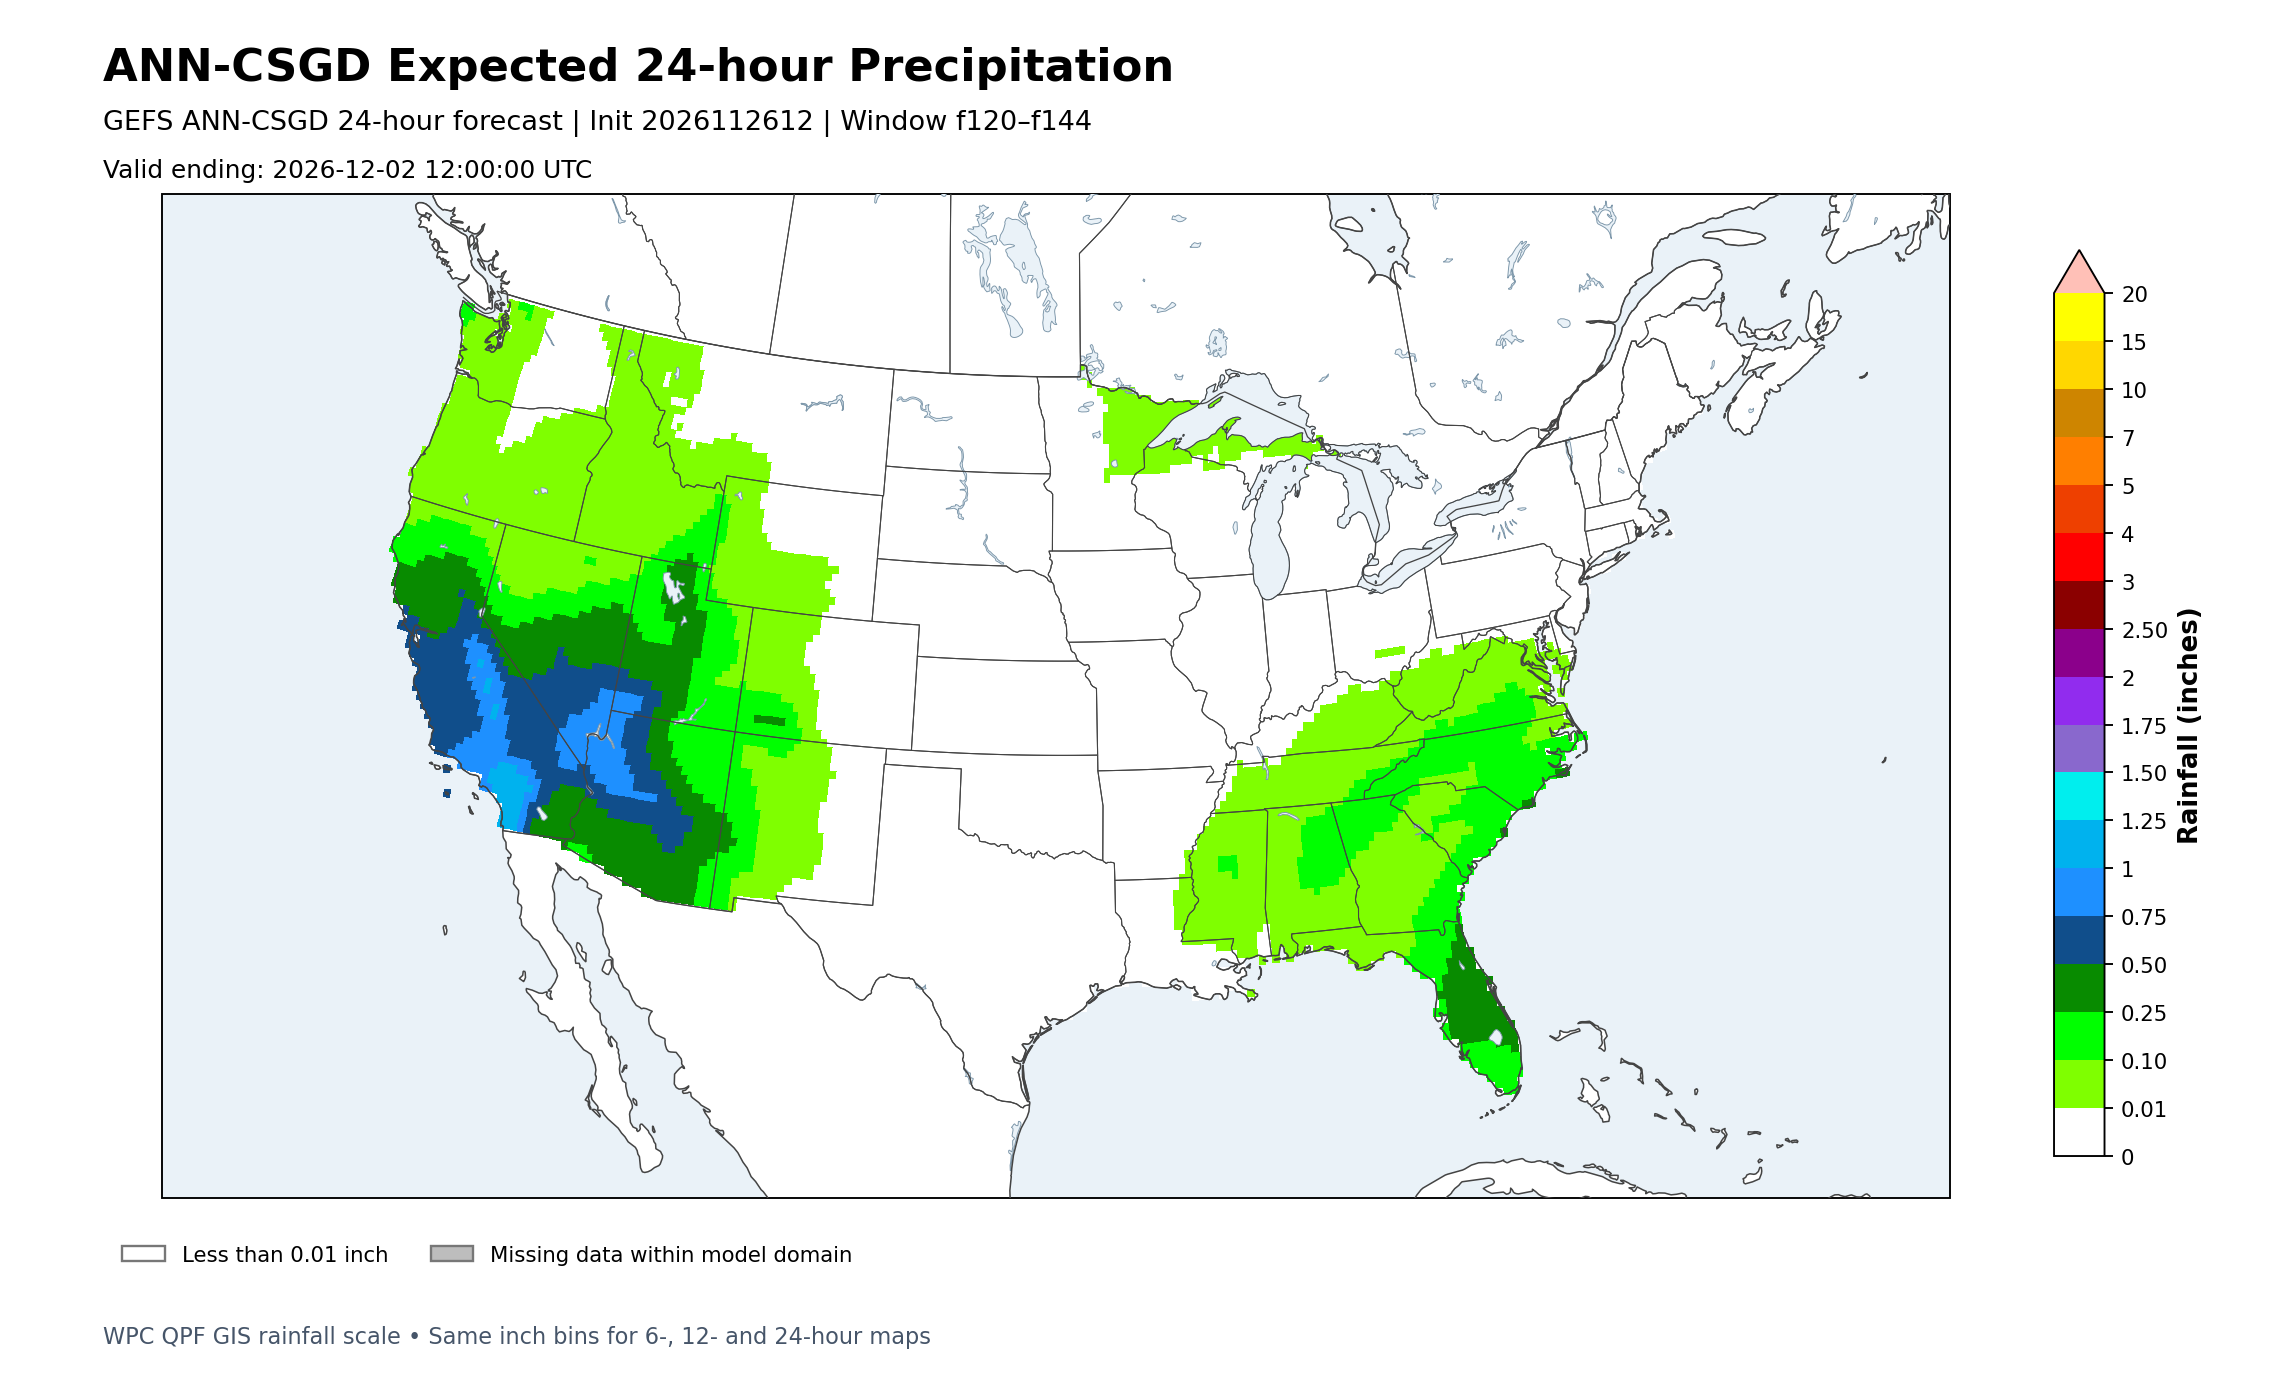 ANN-CSGD Expected 24-hour Precipitation
GEFS ANN-CSGD 24-hour forecast | Init 2026112612 | Window f120–f144
Valid ending: 2026-12-02 12:00:00 UTC
20
15
10
7
5
4
3
2.50
2
1.75
1.50
1.25
1
0.75
0.50
0.25
0.10
0.01
0
Rainfall (inches)
Less than 0.01 inch
Missing data within model domain
WPC QPF GIS rainfall scale • Same inch bins for 6-, 12- and 24-hour maps